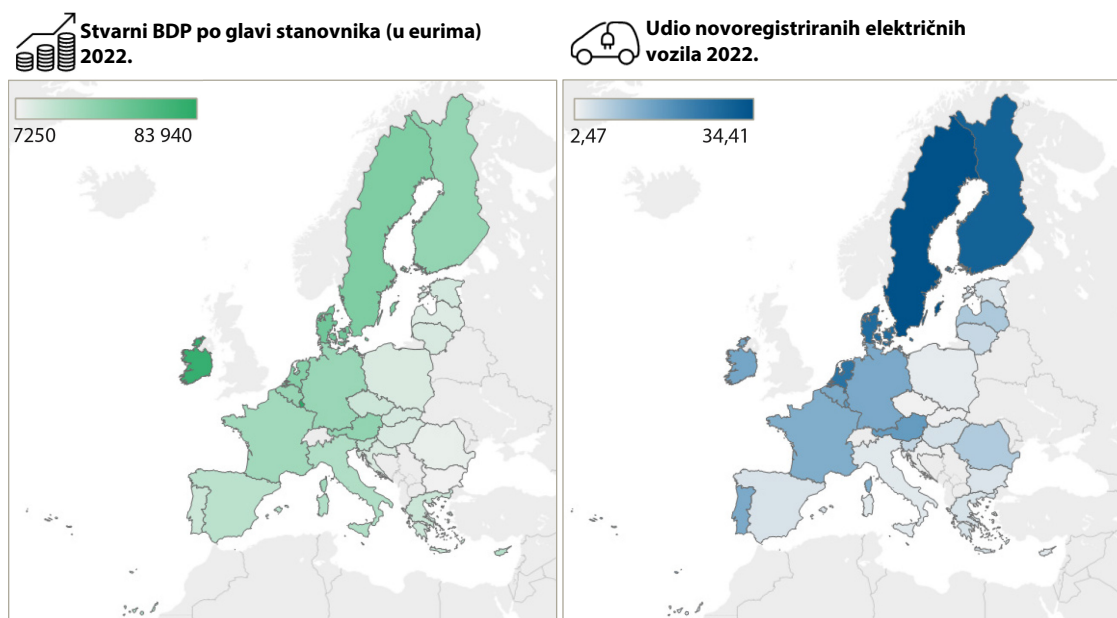 Stvarni BDP po glavi stanovnika (u eurima)
2022.
7250
83 940
Udio novoregistriranih električnih
vozila 2022.
2,47
34,41